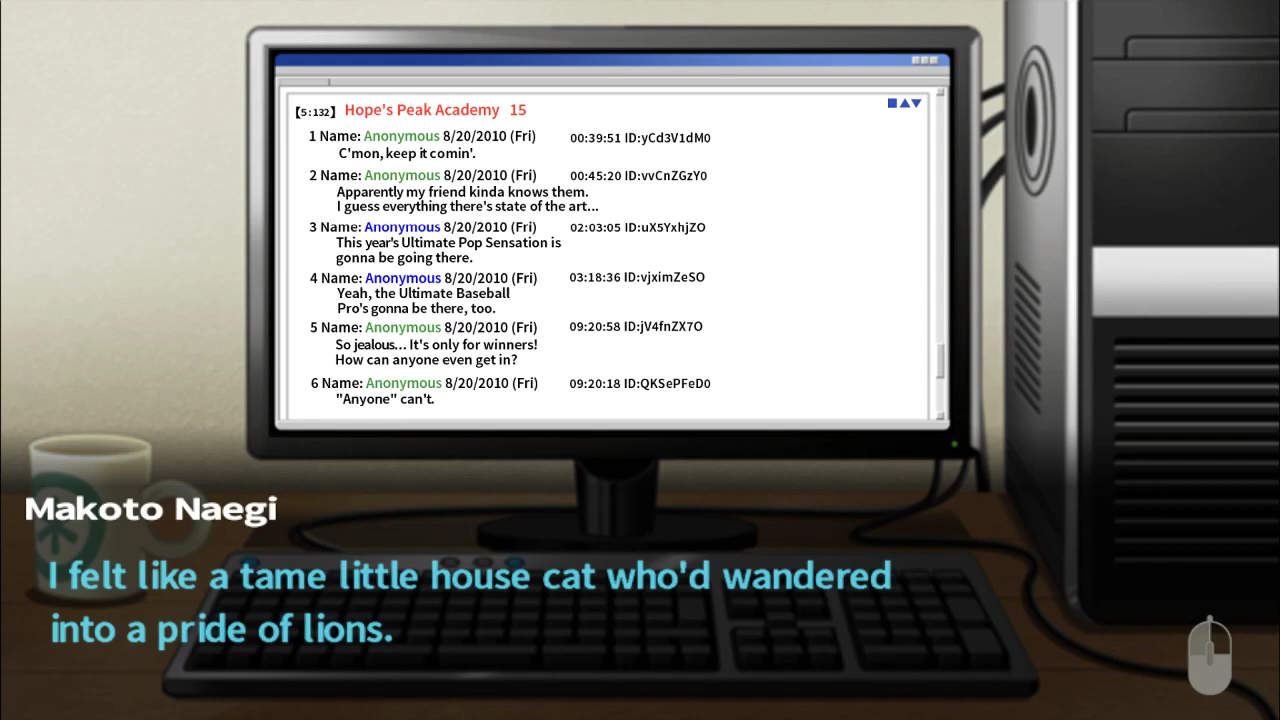 【5:132】 Hope's Peak Academy 15
1 Name: Anonymous 8/20/2010 (Fri) 00:39:51 ID:yCd3V1dM0
C'mon, keep it comin'.
2 Name: Anonymous 8/20/2010 (Fri) 00:45:20 ID:vvCnZGzY0
Apparently my friend kinda knows them.
I guess everything there's state of the art...
3 Name: Anonymous 8/20/2010 (Fri) 02:03:05 ID:uX5YxhjZO
This year's Ultimate Pop Sensation is
gonna be going there.
4 Name: Anonymous 8/20/2010 (Fri) 03:18:36 ID:vjximZeSO
Yeah, the Ultimate Baseball
Pro's gonna be there, too.
5 Name: Anonymous 8/20/2010 (Fri) 09:20:58 ID:jV4fnZX7O
So jealous... It's only for winners!
How can anyone even get in?
6 Name: Anonymous 8/20/2010 (Fri) 09:20:18 ID:QKSePFeD0
"Anyone" can't.
Makoto Naegi
I felt like a tame little house cat who'd wandered
into a pride of lions.